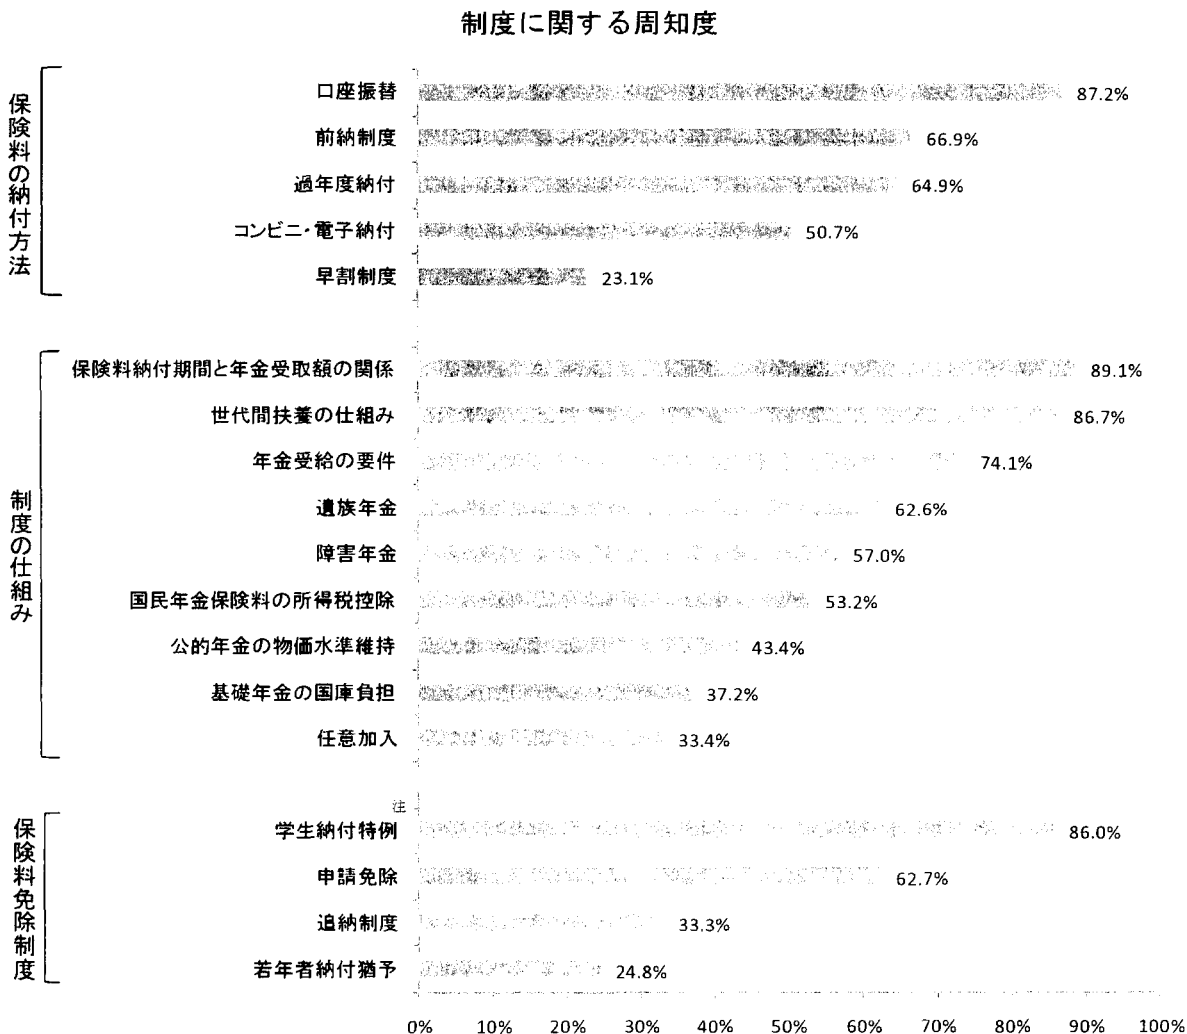 制度に関する周知度
保険料の納付方法
口座振替 87.2%
前納制度 66.9%
過年度納付 64.9%
コンビニ・電子納付 50.7%
早割制度 23.1%
制度の仕組み
保険料納付期間と年金受取額の関係 89.1%
世代間扶養の仕組み 86.7%
年金受給の要件 74.1%
遺族年金 62.6%
障害年金 57.0%
国民年金保険料の所得税控除 53.2%
公的年金の物価水準維持 43.4%
基礎年金の国庫負担 37.2%
任意加入 33.4%
保険料免除制度
注
学生納付特例 86.0%
申請免除 62.7%
追納制度 33.3%
若年者納付猶予 24.8%
0% 10% 20% 30% 40% 50% 60% 70% 80% 90% 100%